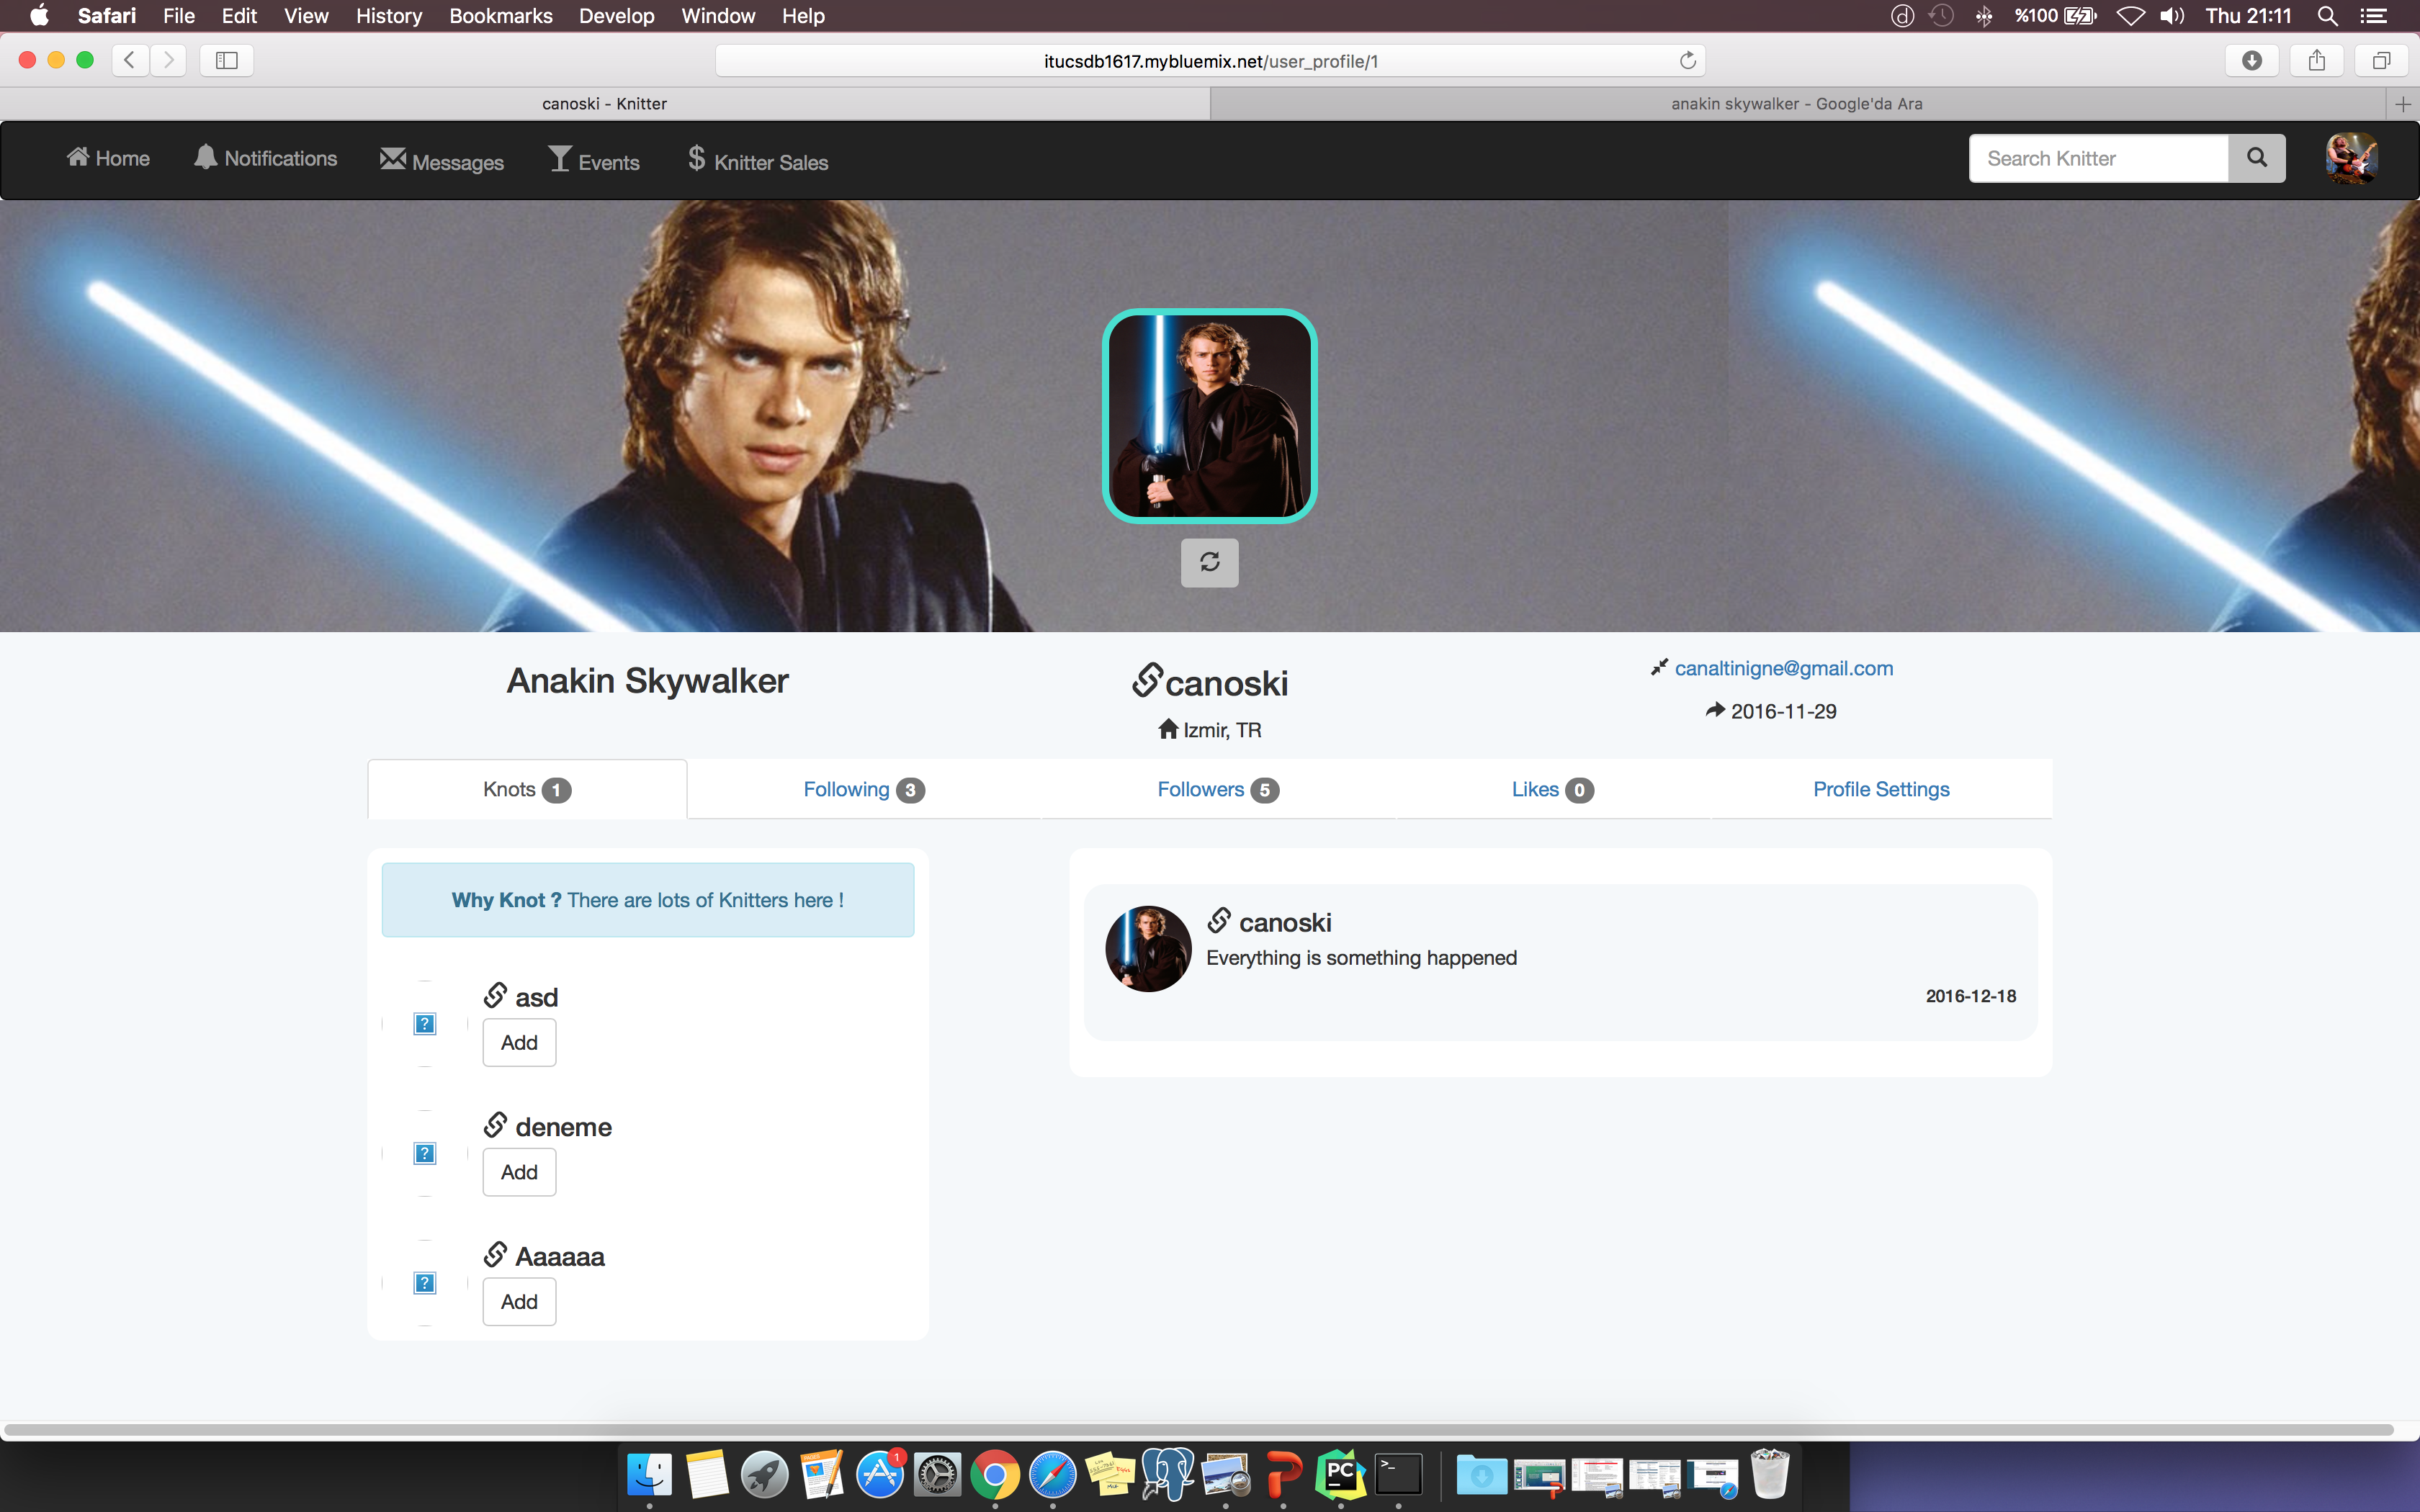 Safari File Edit View History Bookmarks Develop Window Help %100 Thu 21:11
itucsdb1617.mybluemix.net/user_profile/1
canoski - Knitter anakin skywalker - Google'da Ara
Home Notifications Messages Events $ Knitter Sales Search Knitter
Anakin Skywalker canoski canaltinigne@gmail.com
2016-11-29
Izmir, TR
Knots 1 Following 3 Followers 5 Likes 0 Profile Settings
Why Knot ? There are lots of Knitters here !
canoski
Everything is something happened
2016-12-18
asd
Add
deneme
Add
Aaaaaa
Add
1
PC